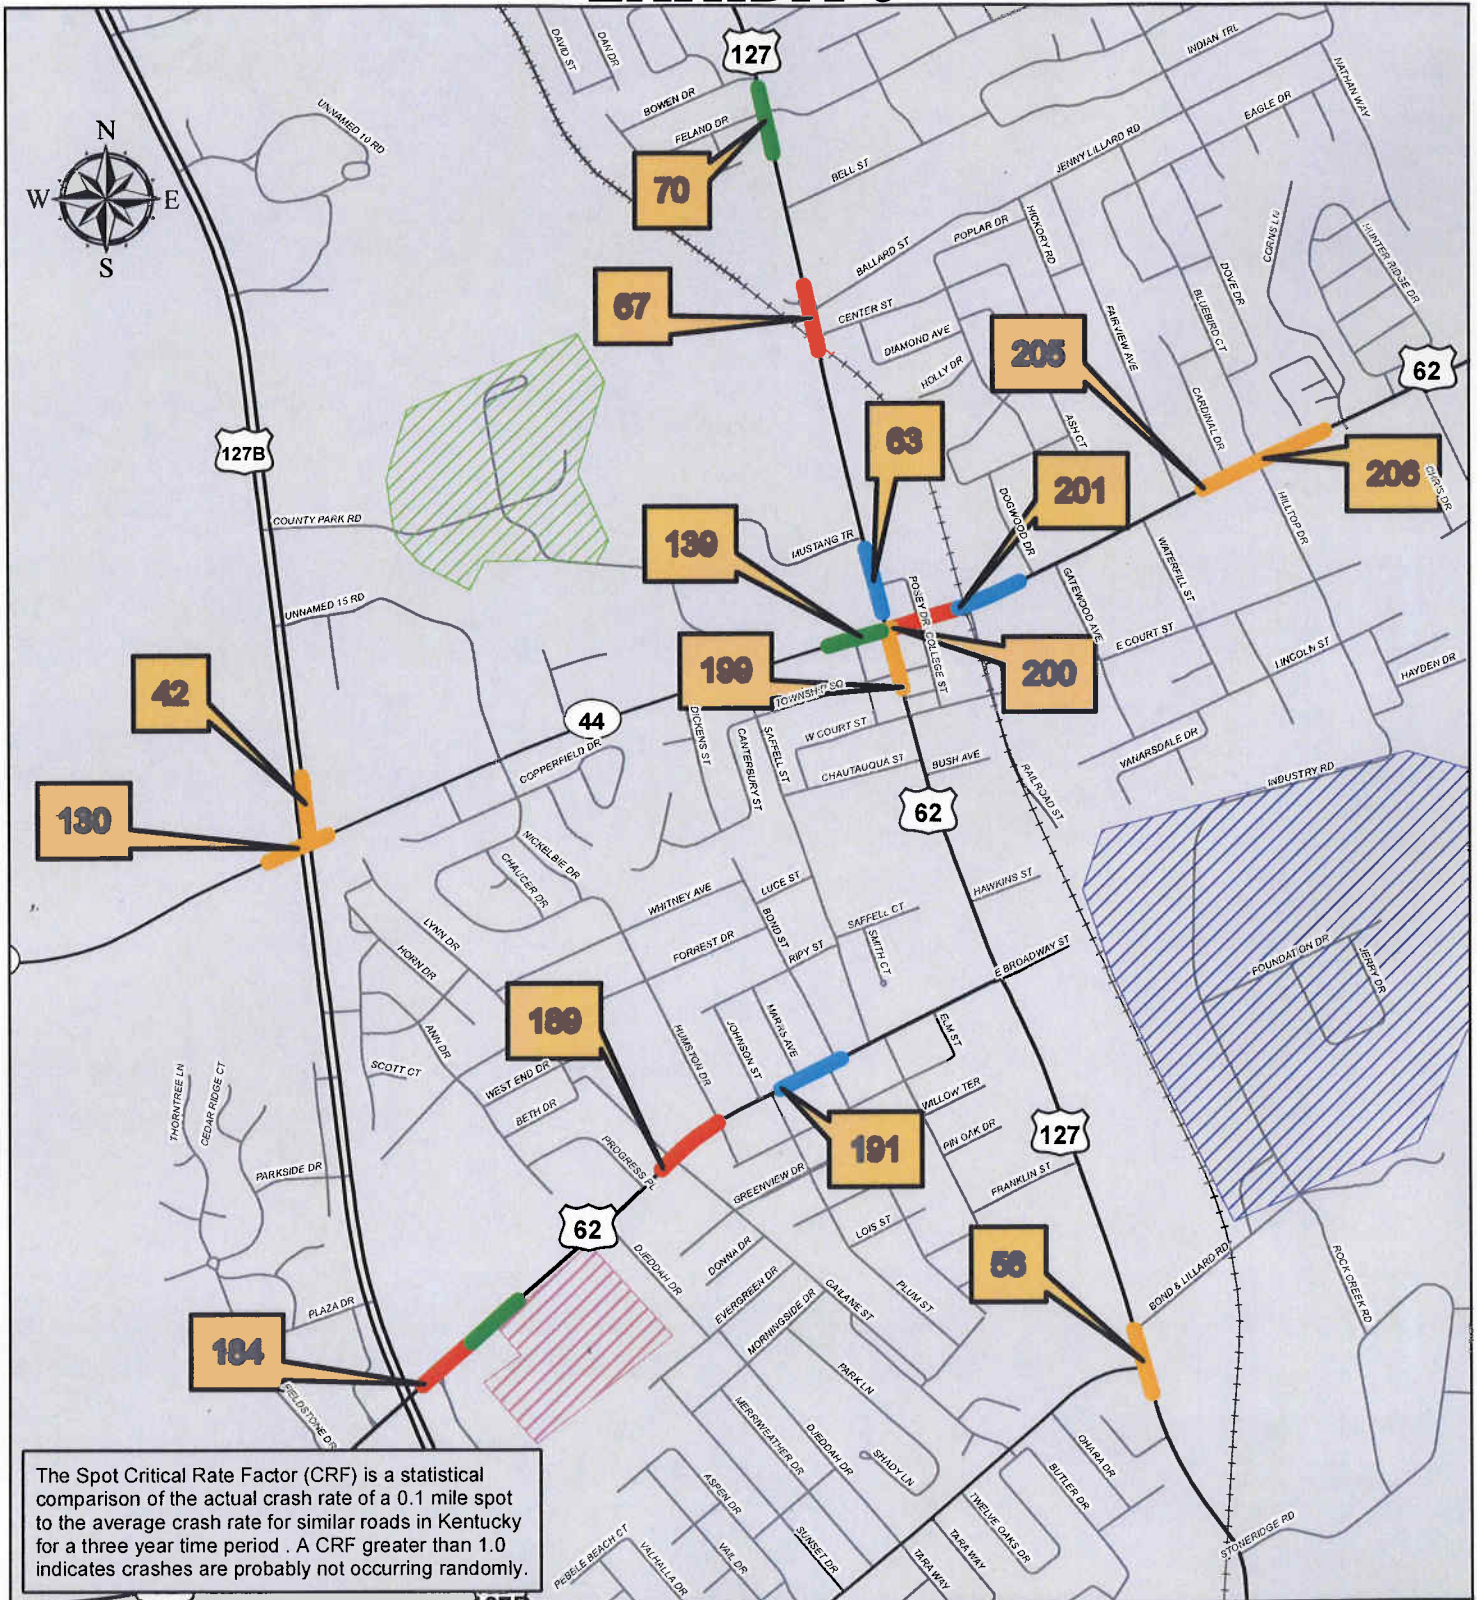 127
DAVID ST
DAN DR
INDIAN TRL
NATHAN WAY
BOWEN DR
EAGLE DR
FELAND DR
UNNAMED 10 RD
JENNY LILLARD RD
N
W
E
S
70
BELL ST
POPLAR DR
HICKORY RD
CORNS LN
HUNTER RIDGE DR
BALLARD ST
DOVE DR
67
CENTER ST
BLUEBIRD CT
FAIRVIEW AVE
205
DIAMOND AVE
HOLLY DR
62
CARDINAL DR
63
ASH CT
127B
206
CHRIS DR
201
DOGWOOD DR
HILLTOP DR
COUNTY PARK RD
139
MUSTANG TR
WATERFILL ST
GATEWOOD AVE
UNNAMED 15 RD
POSEY DR
COLLEGE ST
E COURT ST
LINCOLN ST
HAYDEN DR
199
200
42
TOWNSHIP SQ
44
DICKENS ST
CANTERBURY ST
SAFFELL ST
W COURT ST
COPPERFIELD DR
CHAUTAUQUA ST
BUSH AVE
VANARSDALE DR
INDUSTRY RD
RAILROAD ST
130
62
NICKELBIE DR
CHAUCER DR
LUCE ST
HAWKINS ST
WHITNEY AVE
BOND ST
SAFFELL CT
LYNN DR
FORREST DR
RIPY ST
SMITH CT
E BROADWAY ST
FOUNDATION DR
JERRY DR
HORN DR
189
ANN DR
HUMSTON DR
JOHNSON ST
MARRS AVE
ELM ST
SCOTT CT
WEST END DR
THORNTREE LN
CEDAR RIDGE CT
BETH DR
WILLOW TER
127
PIN OAK DR
191
PROGRESS PL
PARKSIDE DR
GREENVIEW DR
FRANKLIN ST
62
LOIS ST
DONNA DR
DJEDDAH DR
56
BOND & LILLARD RD
ROCK CREEK RD
EVERGREEN DR
GAILANE ST
PLUM ST
PLAZA DR
MORNINGSIDE DR
184
PARK LN
FIELDSTONE DR
MERRIWEATHER DR
DJEDDAH DR
SHADY LN
OHARA DR
BUTLER DR
ASPEN DR
TWELVE OAKS DR
STONERIDGE RD
PEBBLE BEACH CT
VALHALLA DR
VAIL DR
SUNSET DR
TARA WAY
TARA WAY
The Spot Critical Rate Factor (CRF) is a statistical
comparison of the actual crash rate of a 0.1 mile spot
to the average crash rate for similar roads in Kentucky
for a three year time period . A CRF greater than 1.0
indicates crashes are probably not occurring randomly.